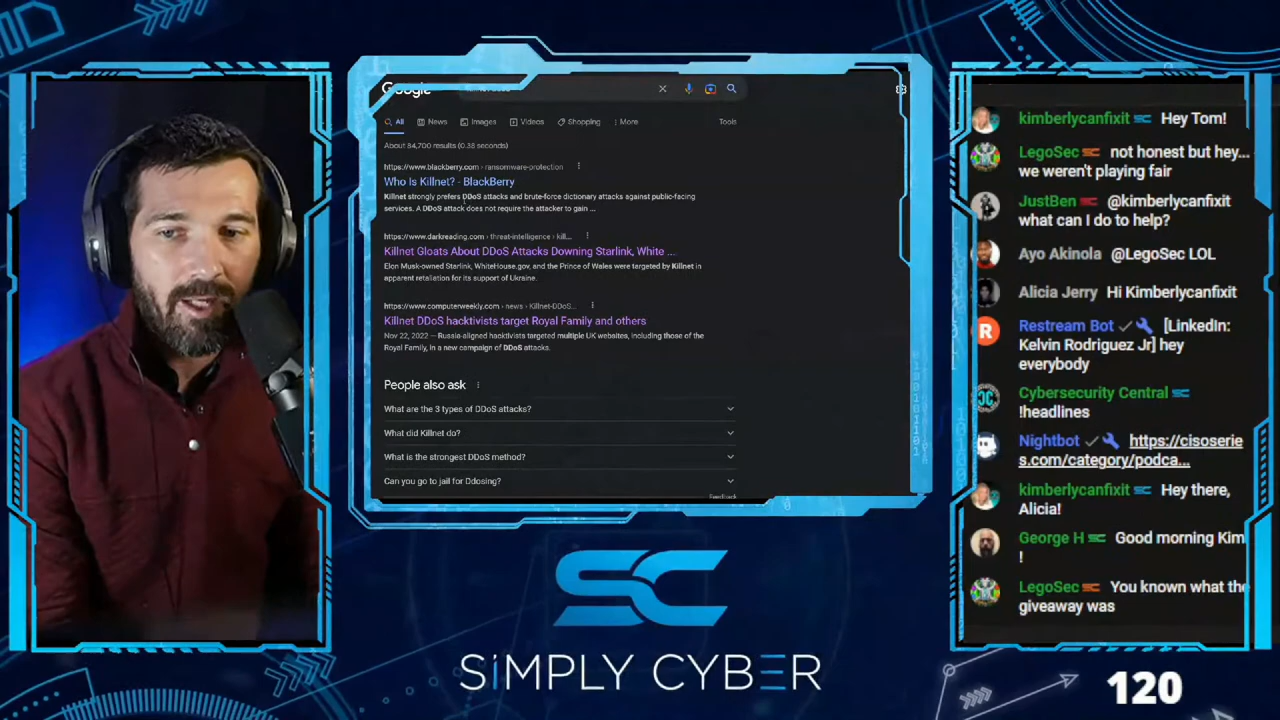 Google
All
News
Images
Videos
Shopping
More
Tools
About 84,700 results (0.38 seconds)
https://www.blackberry.com › ransomware-protection
Who Is Killnet? - BlackBerry
Killnet strongly prefers DDoS attacks and brute-force dictionary attacks against public-facing
services. A DDoS attack does not require the attacker to gain ...
https://www.darkreading.com › threat-intelligence › kill...
Killnet Gloats About DDoS Attacks Downing Starlink, White ...
Elon Musk-owned Starlink, WhiteHouse.gov, and the Prince of Wales were targeted by Killnet in
apparent retaliation for its support of Ukraine.
https://www.computerweekly.com › news › Killnet-DDoS...
Killnet DDoS hacktivists target Royal Family and others
Nov 22, 2022 — Russia-aligned hacktivists targeted multiple UK websites, including those of the
Royal Family, in a new campaign of DDoS attacks.
People also ask
What are the 3 types of DDoS attacks?
What did Killnet do?
What is the strongest DDoS method?
Can you go to jail for Ddosing?
Feedback
SC
SIMPLY CYBER
kimberlycanfixit Hey Tom!
LegoSec not honest but hey...
we weren't playing fair
JustBen @kimberlycanfixit
what can I do to help?
Ayo Akinola @LegoSec LOL
Alicia Jerry Hi Kimberlycanfixit
R
Restream Bot [LinkedIn:
Kelvin Rodriguez Jr] hey
everybody
Cybersecurity Central
!headlines
Nightbot https://cisoserie
s.com/category/podca...
kimberlycanfixit Hey there,
Alicia!
George H Good morning Kim
!
LegoSec You known what the
giveaway was
120